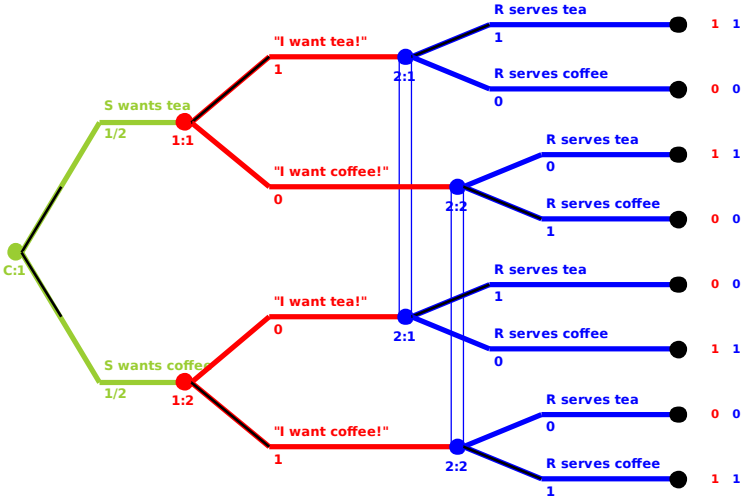 R serves tea
1
1 1
"I want tea!"
1
2:1
R serves coffee
0
0 0
S wants tea
1/2
1:1
R serves tea
0
1 1
"I want coffee!"
0
2:2
R serves coffee
1
0 0
C:1
R serves tea
1
0 0
"I want tea!"
0
2:1
R serves coffee
0
1 1
S wants coffee
1/2
1:2
R serves tea
0
0 0
"I want coffee!"
1
2:2
R serves coffee
1
1 1